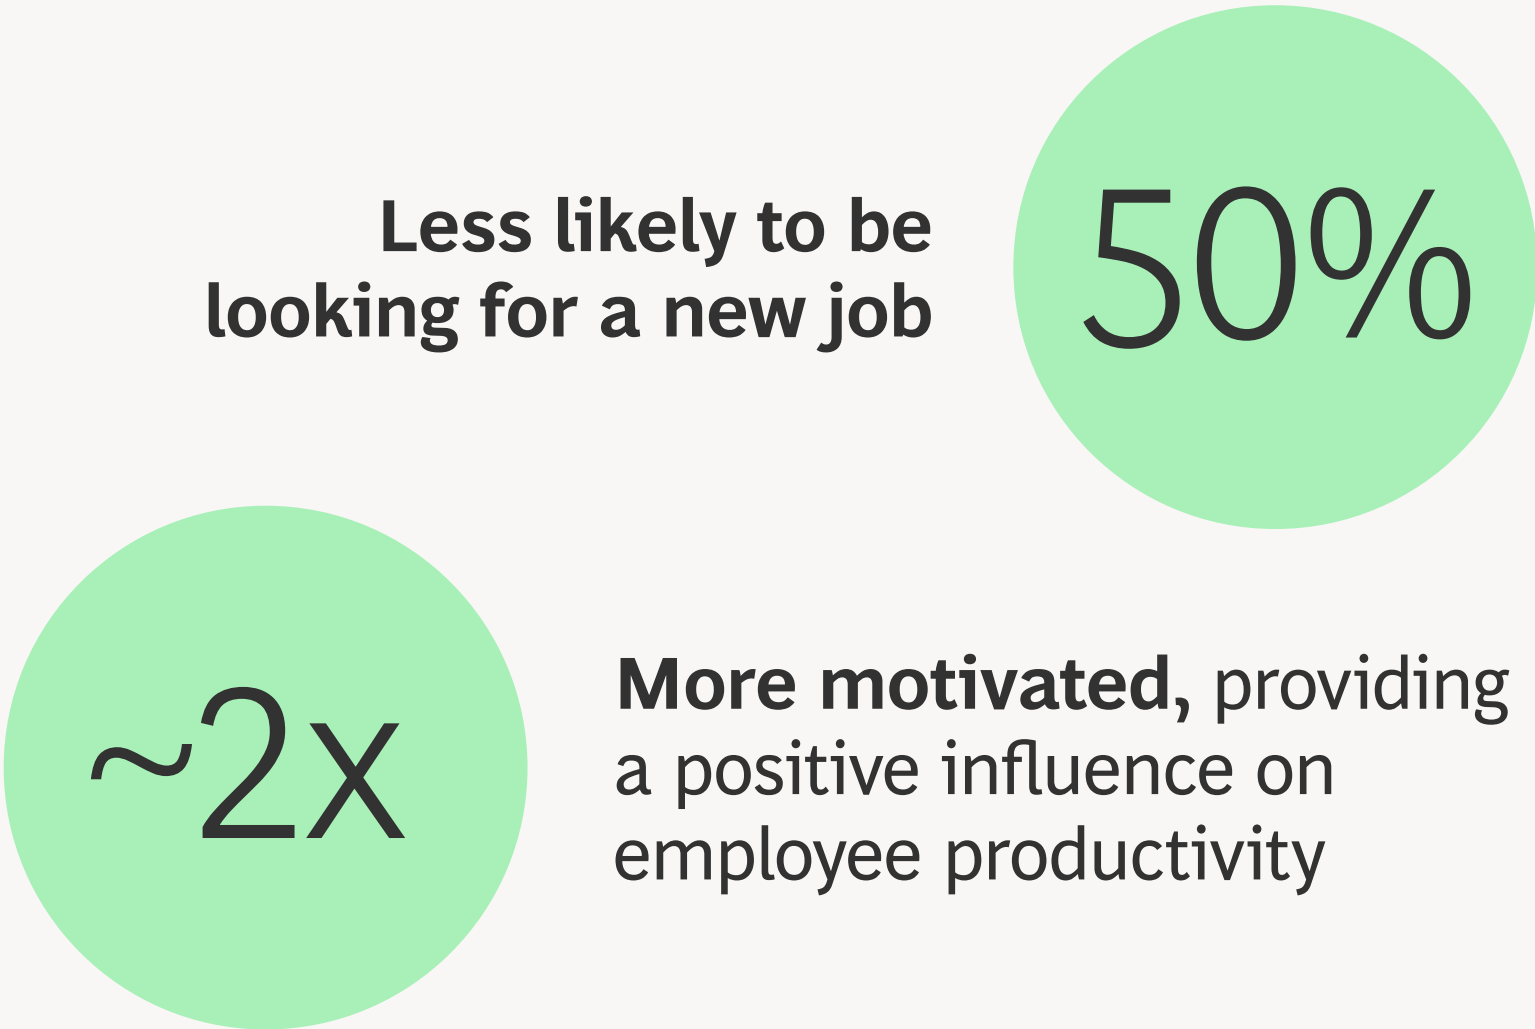 Less likely to be
looking for a new job
50%
~2x
More motivated, providing
a positive influence on
employee productivity